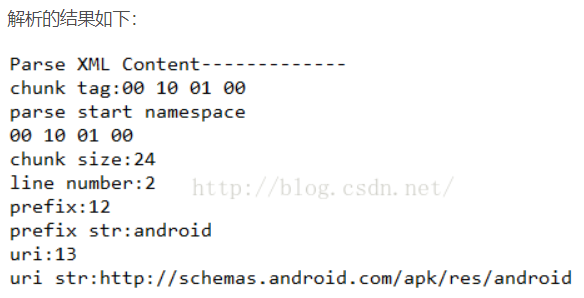 解析的结果如下：
Parse XML Content-------------
chunk tag:00 10 01 00
parse start namespace
00 10 01 00
chunk size:24
line number:2
http://blog.csdn.net/
prefix:12
prefix str:android
uri:13
uri str:http://schemas.android.com/apk/res/android